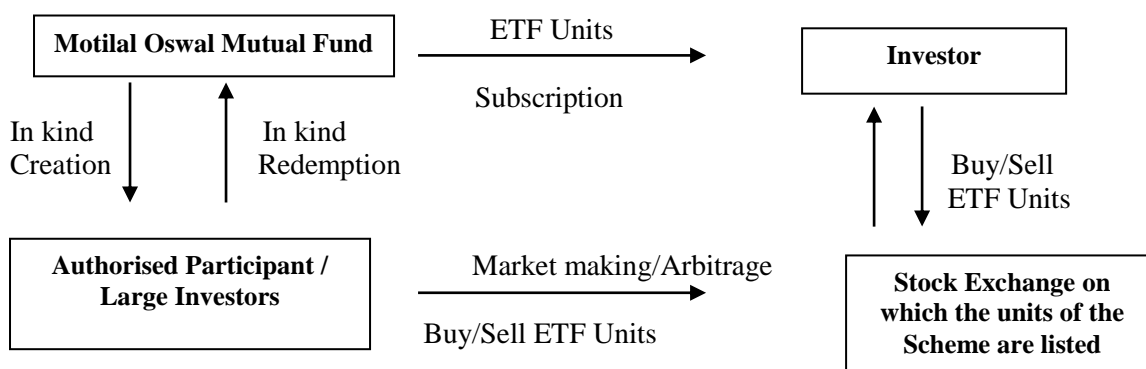 Motilal Oswal Mutual Fund
ETF Units
Subscription
Investor
In kind
Creation
In kind
Redemption
Buy/Sell
ETF Units
Authorised Participant /
Large Investors
Market making/Arbitrage
Buy/Sell ETF Units
Stock Exchange on
which the units of the
Scheme are listed